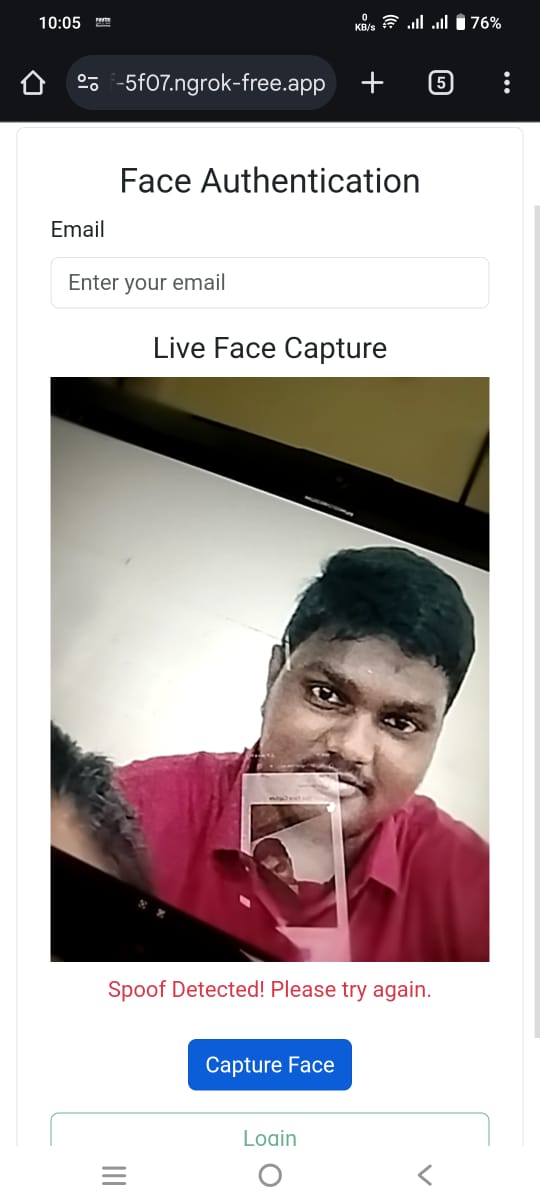 10:05
0
KB/s
76%
-5f07.ngrok-free.app
5
Face Authentication
Email
Enter your email
Live Face Capture
Spoof Detected! Please try again.
Capture Face
Login